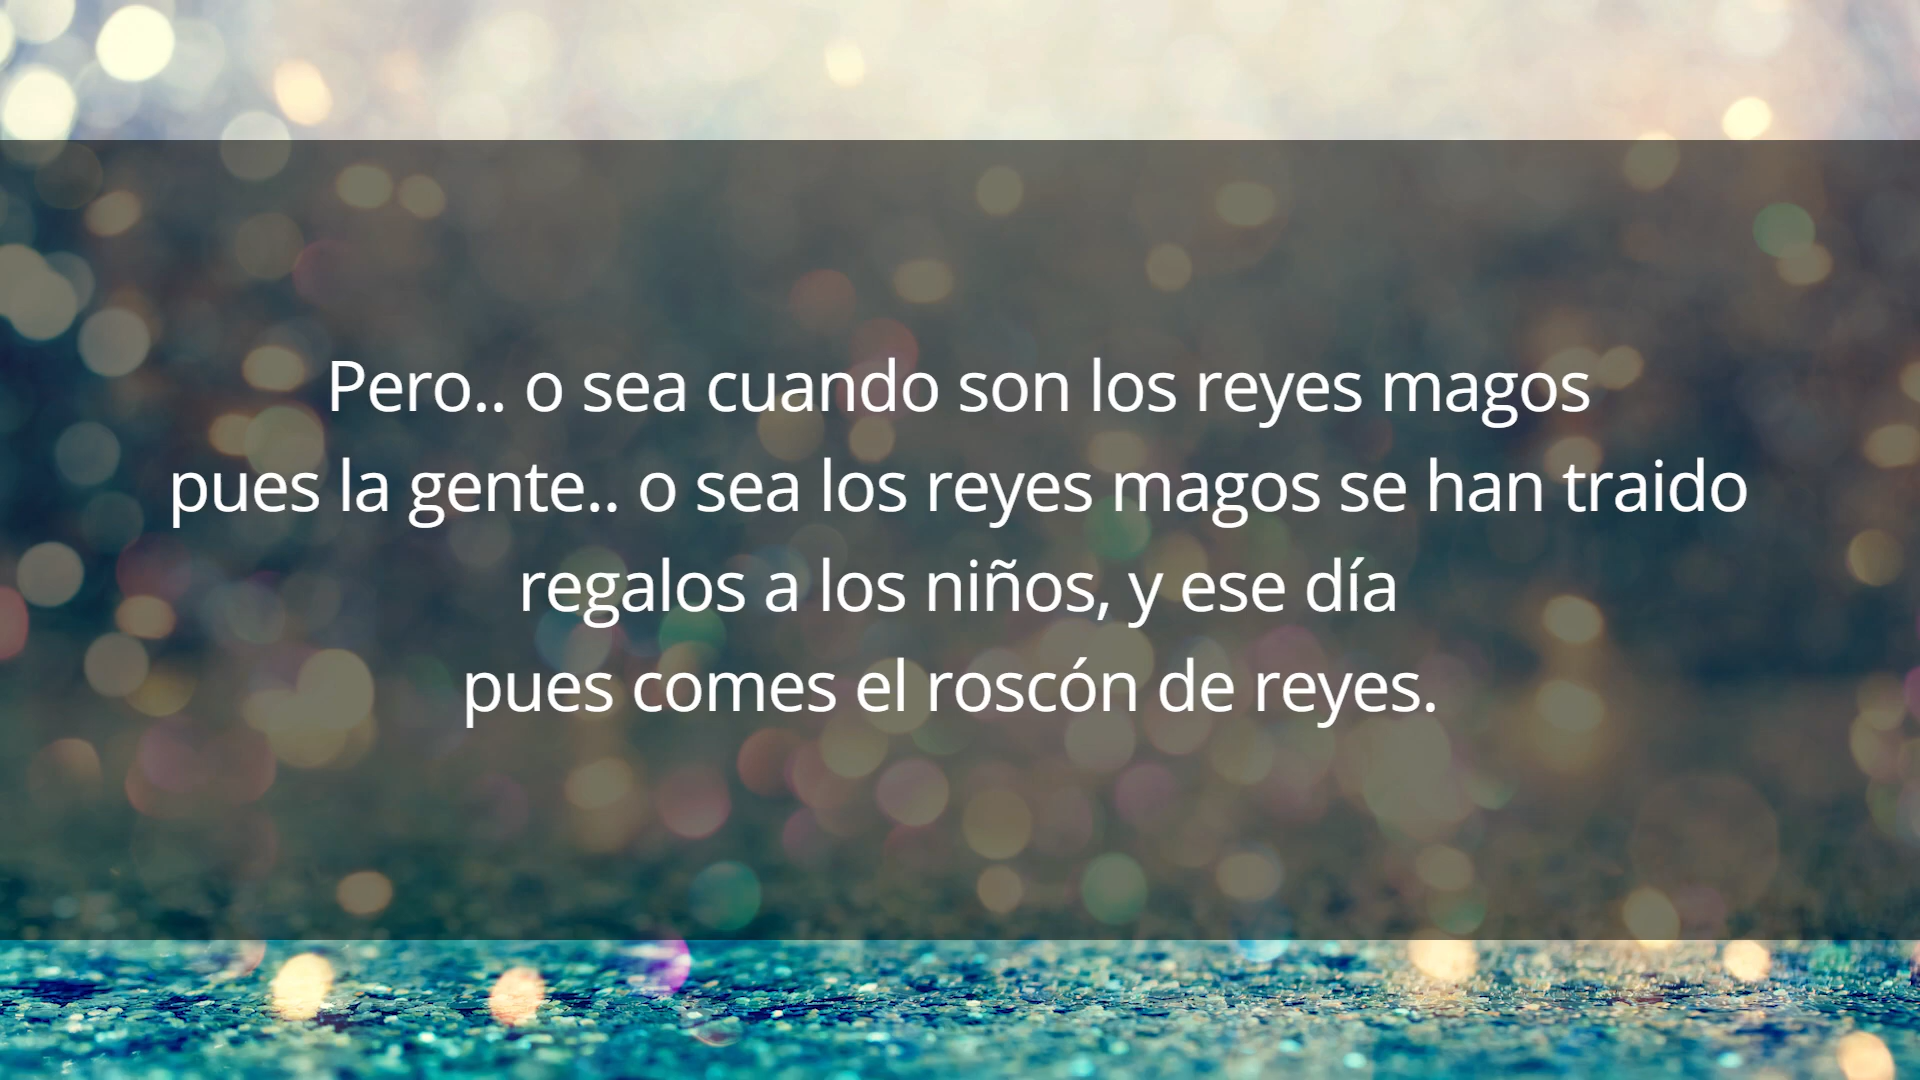 Pero.. o sea cuando son los reyes magos
pues la gente.. o sea los reyes magos se han traido
regalos a los niños, y ese día
pues comes el roscón de reyes.